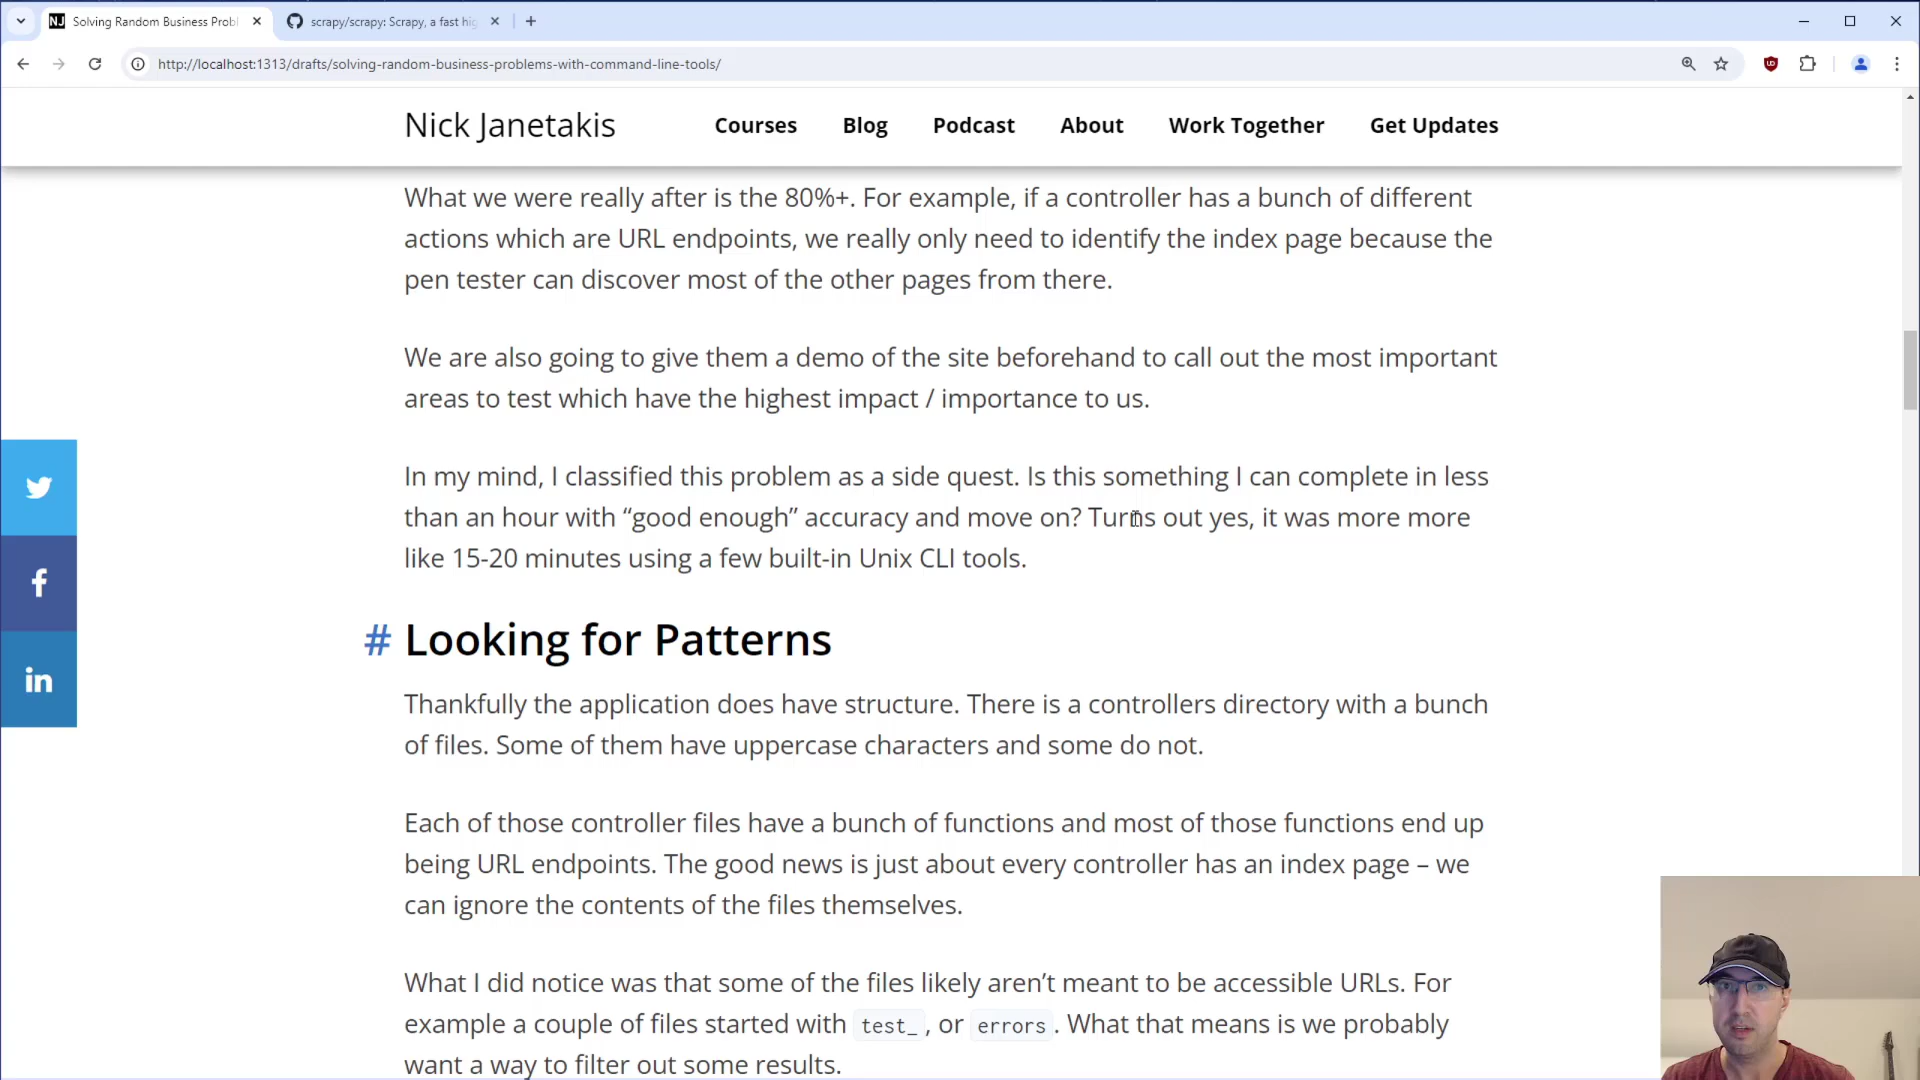 NJ Solving Random Business Probl
scrapy/scrapy: Scrapy, a fast hig
http://localhost:1313/drafts/solving-random-business-problems-with-command-line-tools/
Nick Janetakis
Courses
Blog
Podcast
About
Work Together
Get Updates
What we were really after is the 80%+. For example, if a controller has a bunch of different
actions which are URL endpoints, we really only need to identify the index page because the
pen tester can discover most of the other pages from there.
We are also going to give them a demo of the site beforehand to call out the most important
areas to test which have the highest impact / importance to us.
In my mind, I classified this problem as a side quest. Is this something I can complete in less
than an hour with “good enough” accuracy and move on? Turns out yes, it was more more
like 15-20 minutes using a few built-in Unix CLI tools.
# Looking for Patterns
Thankfully the application does have structure. There is a controllers directory with a bunch
of files. Some of them have uppercase characters and some do not.
Each of those controller files have a bunch of functions and most of those functions end up
being URL endpoints. The good news is just about every controller has an index page – we
can ignore the contents of the files themselves.
What I did notice was that some of the files likely aren’t meant to be accessible URLs. For
example a couple of files started with test_, or errors. What that means is we probably
want a way to filter out some results.